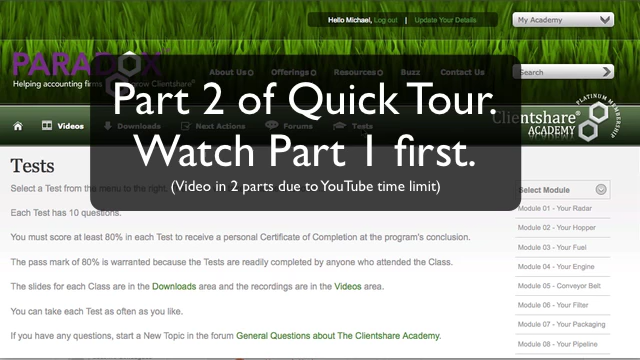 Hello Michael, Log out | Update Your Details
My Academy
PARADOX
Helping accounting firms grow Clientshare
About Us Offerings Resources Buzz Contact Us
Search
Part 2 of Quick Tour.
Watch Part 1 first.
(Video in 2 parts due to YouTube time limit)
Videos Downloads Next Actions Forums Tests
Clientshare
ACADEMY
PLATINUM MEMBERSHIP
Tests
Select a Test from the menu to the right.
Each Test has 10 questions.
You must score at least 80% in each Test to receive a personal Certificate of Completion at the program's conclusion.
The pass mark of 80% is warranted because the Tests are readily completed by anyone who attended the Class.
The slides for each Class are in the Downloads area and the recordings are in the Videos area.
You can take each Test as often as you like.
If you have any questions, start a New Topic in the forum General Questions about The Clientshare Academy.
Select Module
Module 01 - Your Radar
Module 02 - Your Hopper
Module 03 - Your Fuel
Module 04 - Your Engine
Module 05 - Conveyor Belt
Module 06 - Your Filter
Module 07 - Your Packaging
Module 08 - Your Pipeline